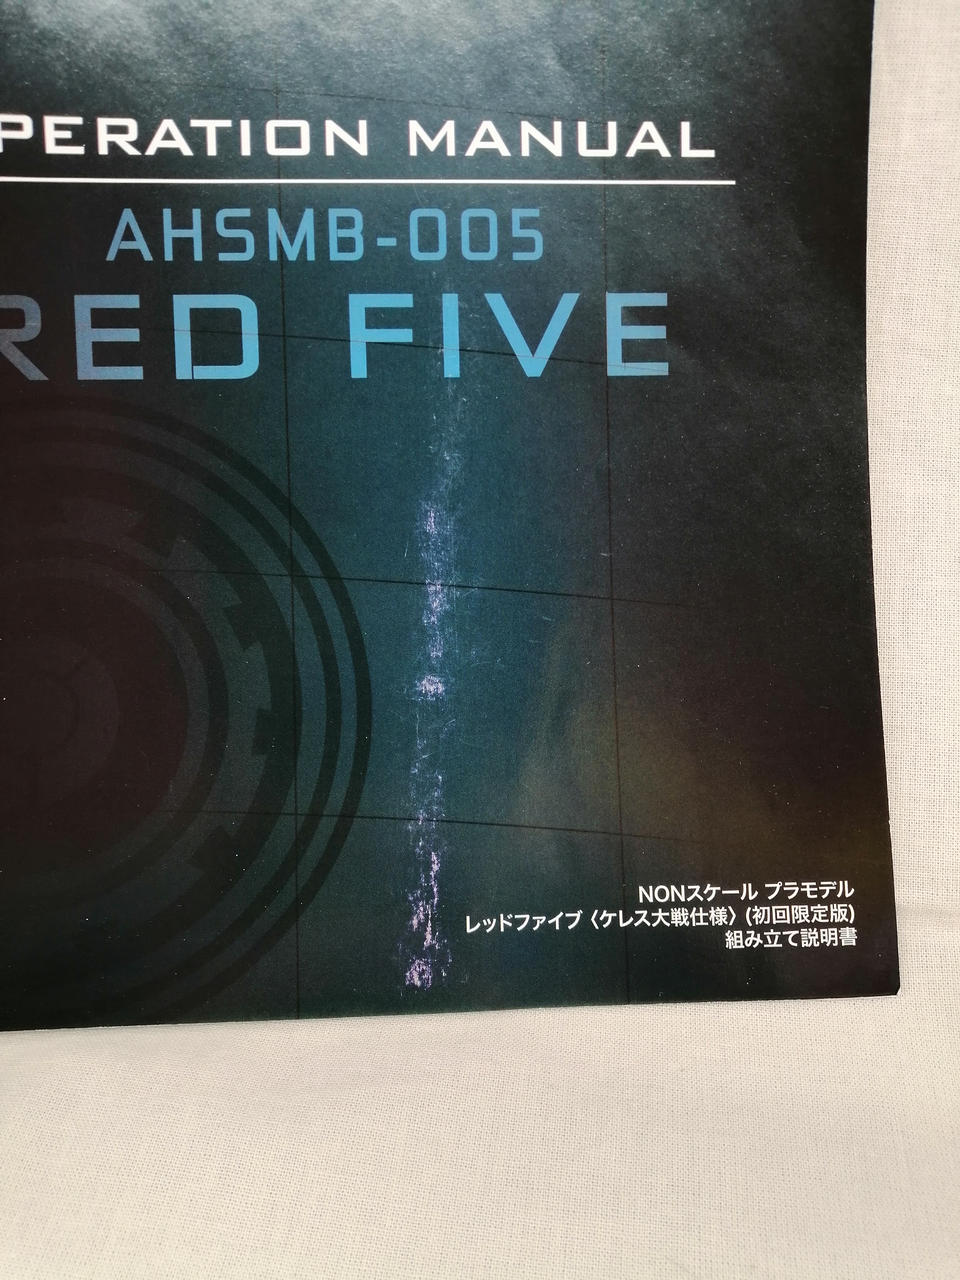 PERATION MANUAL
AHSMB-005
RED FIVE
NONスケール プラモデル
レッドファイブ〈ケレス大戦仕様〉(初回限定版)
組み立て説明書